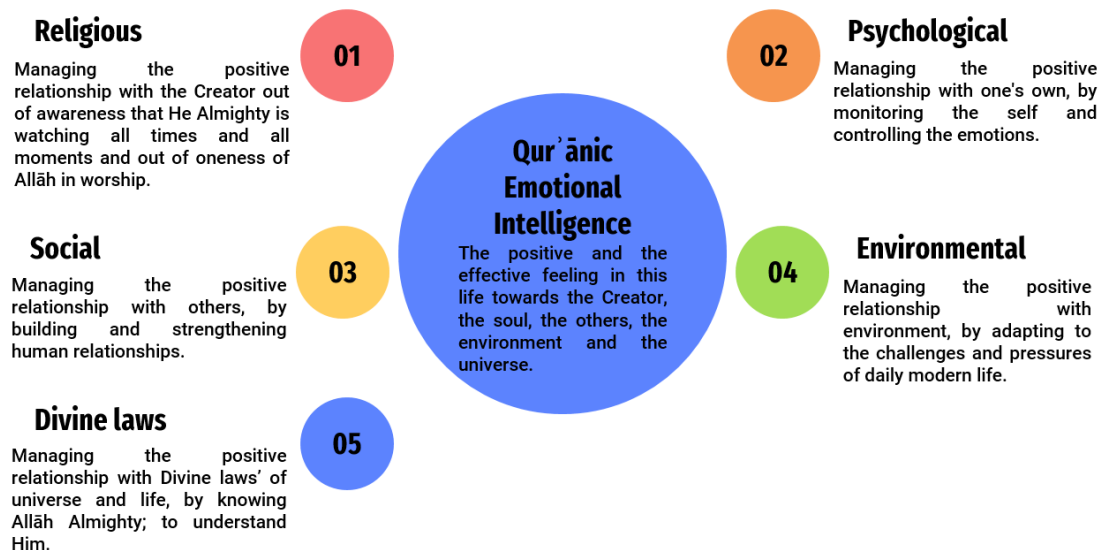 Religious
Managing the positive
relationship with the Creator out
of awareness that He Almighty is
watching all times and all
moments and out of oneness of
Allāh in worship.
01
02
Psychological
Managing the positive
relationship with one's own, by
monitoring the self and
controlling the emotions.
Qurʾānic
Emotional
Intelligence
The positive and the
effective feeling in this
life towards the Creator,
the soul, the others, the
environment and the
universe.
Social
Managing the positive
relationship with others, by
building and strengthening
human relationships.
03
04
Environmental
Managing the positive
relationship with
environment, by adapting to
the challenges and pressures
of daily modern life.
Divine laws
Managing the positive
relationship with Divine laws’ of
universe and life, by knowing
Allāh Almighty; to understand
Him.
05